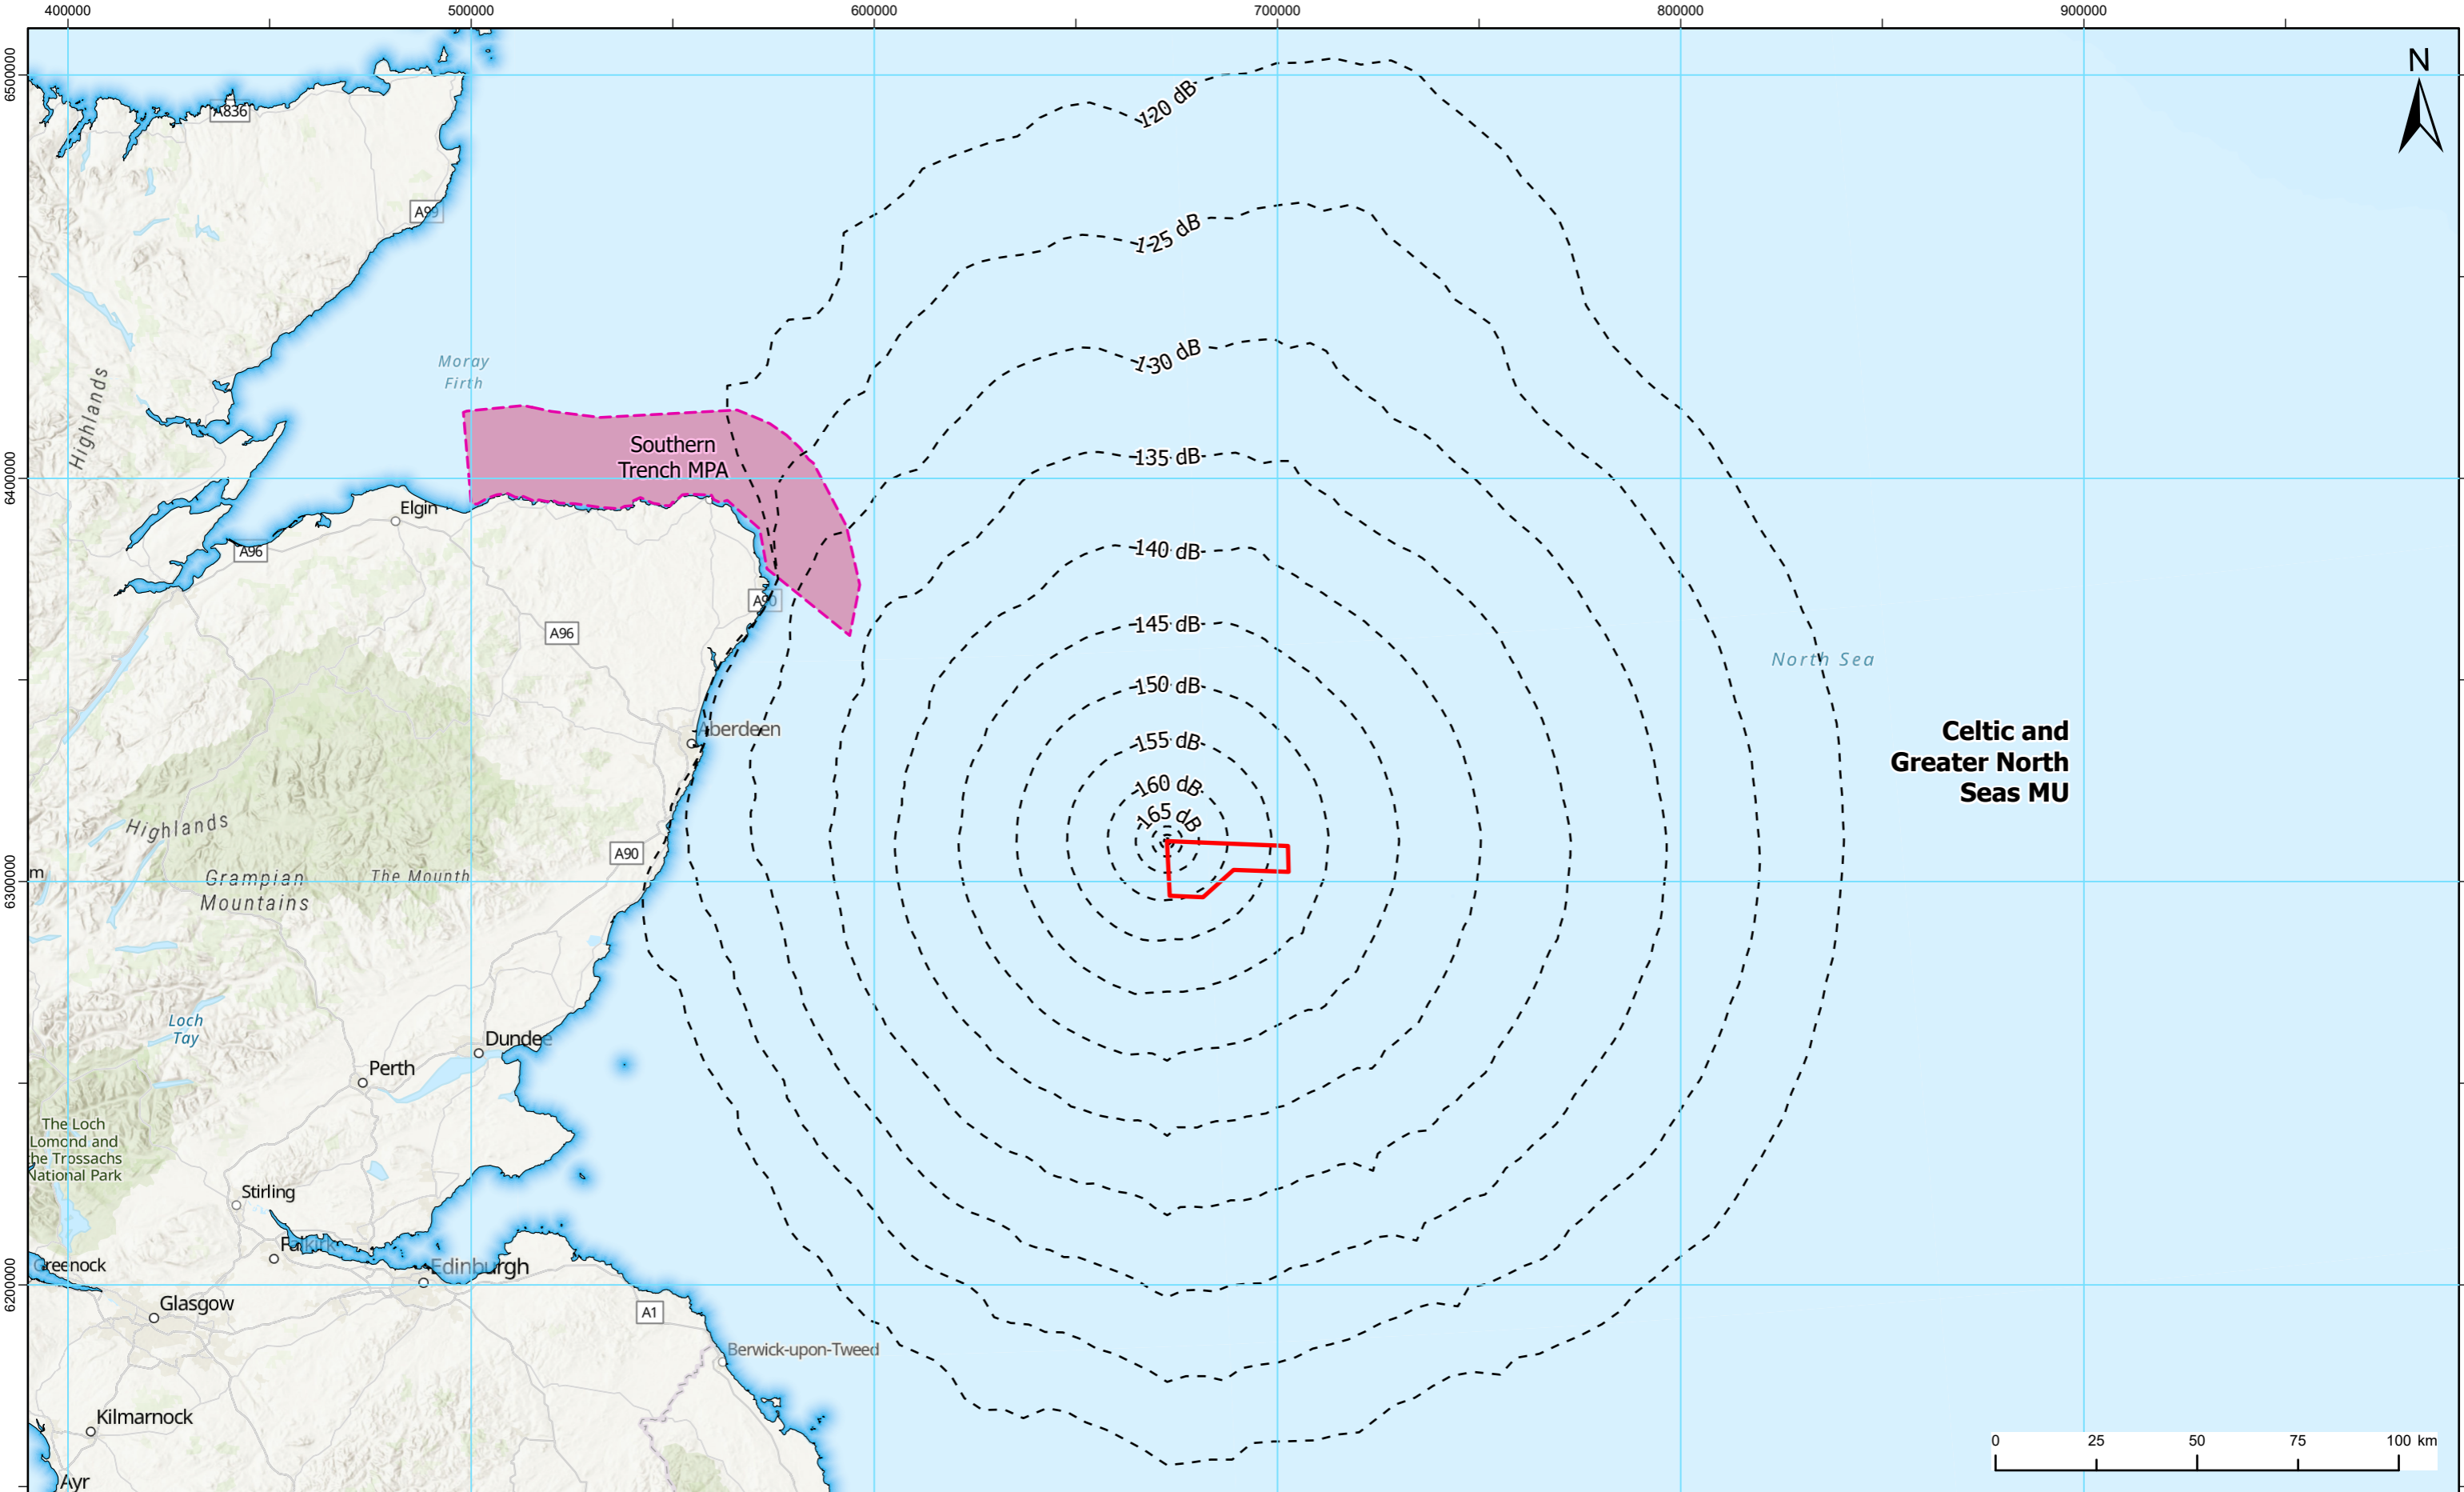 400000
500000
600000
700000
800000
900000
6500000
6400000
6300000
6200000
N
A836
A99
Moray
Firth
Highlands
Southern
Trench MPA
Elgin
A96
A90
A96
Aberdeen
Highlands
A90
Grampian
Mountains
The Mounth
m
Loch
Tay
Dundee
Perth
The Loch
Lomond and
the Trossachs
National Park
Stirling
Falkirk
Edinburgh
Greenock
Glasgow
A1
Berwick-upon-Tweed
Kilmarnock
Ayr
120 dB
125 dB
130 dB
135 dB
140 dB
145 dB
150 dB
155 dB
160 dB
165 dB
North Sea
Celtic and
Greater North
Seas MU
0 25 50 75 100 km